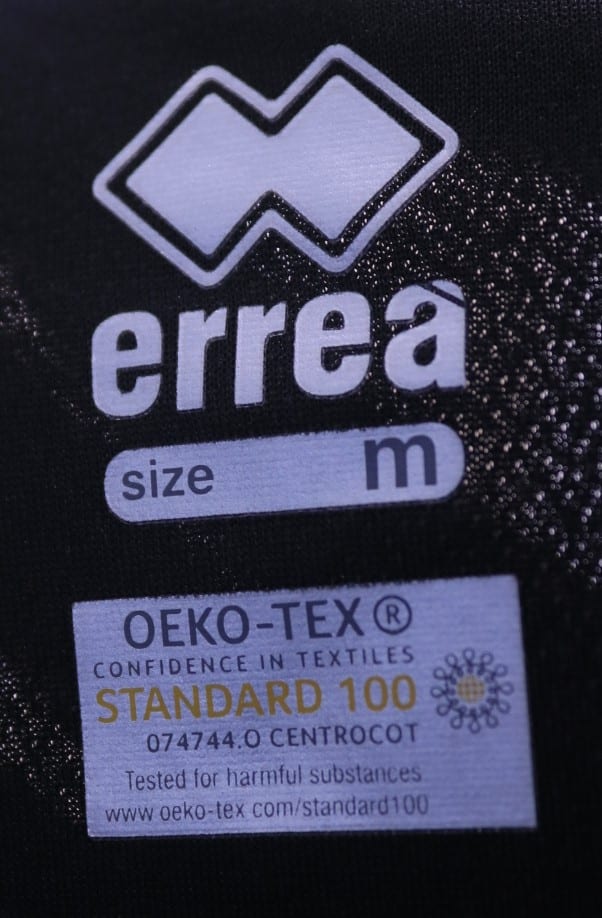 erreà
size m
OEKO-TEX®
CONFIDENCE IN TEXTILES
STANDARD 100
074744.O CENTROCOT
Tested for harmful substances
www.oeko-tex.com/standard100